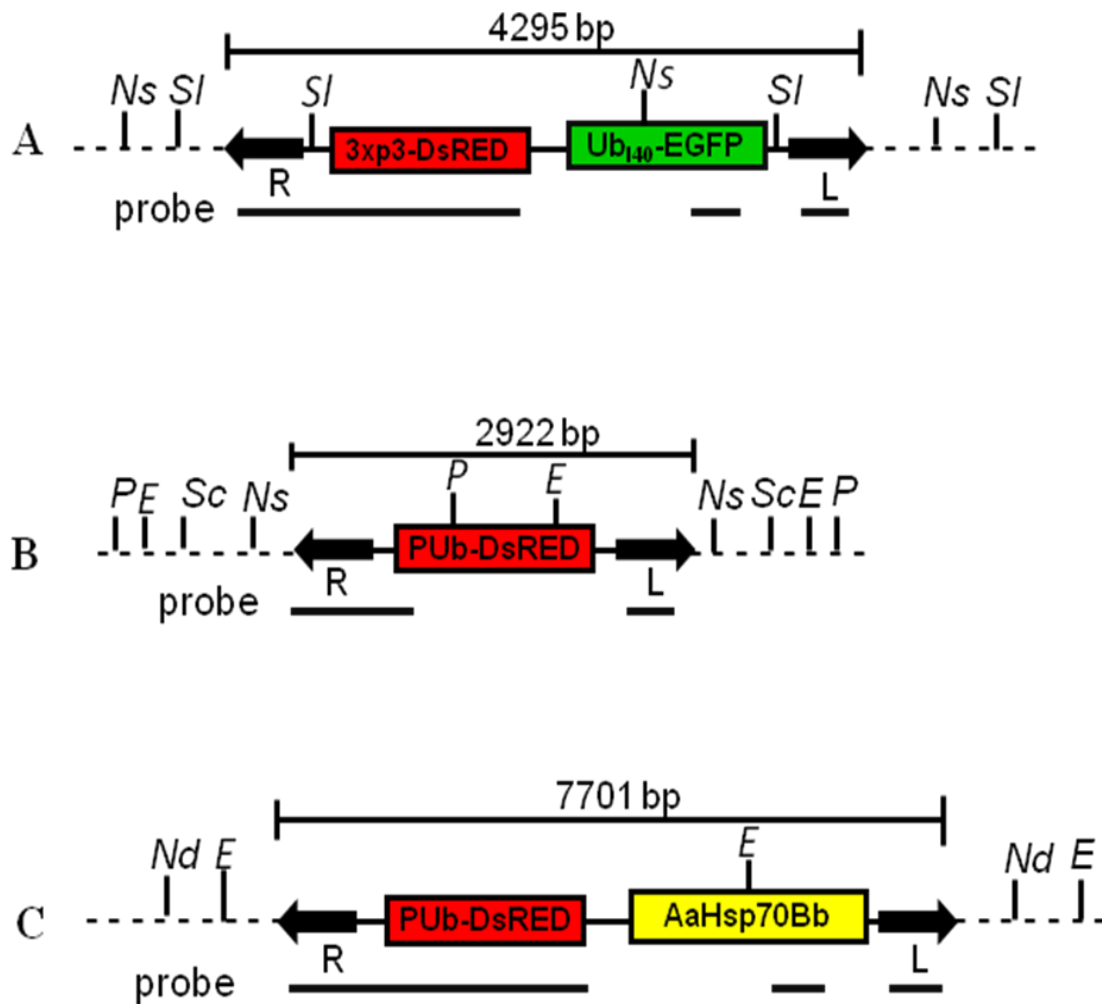 4295 bp
Ns Sl Sl Ns Sl Ns Sl
A 3xp3-DsRED Ub140-EGFP
R L
probe
2922 bp
P E Sc Ns P E Ns Sc E P
B PUb-DsRED
R L
probe
7701 bp
Nd E E Nd E
C PUb-DsRED AaHsp70Bb
R L
probe